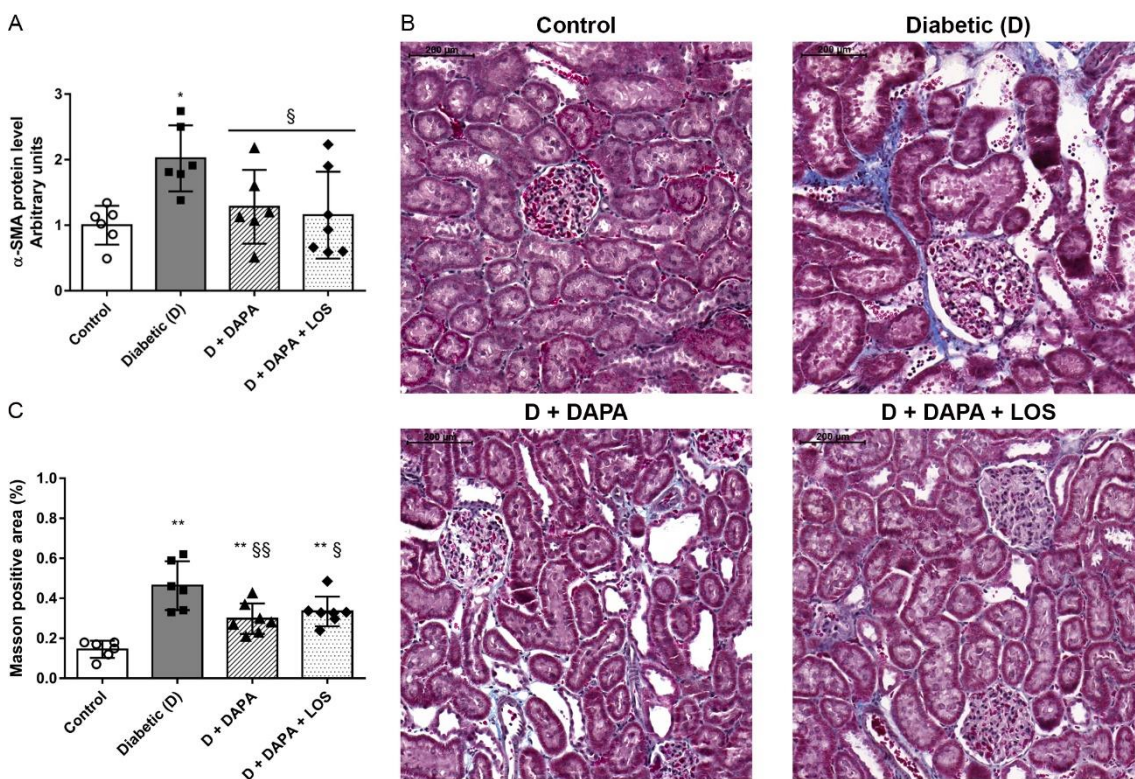 A
α-SMA protein level
Arbitrary units
3
2
1
0
*
§
Control
Diabetic (D)
D + DAPA
D + DAPA + LOS
B
Control
Diabetic (D)
200 µm
200 µm
D + DAPA
D + DAPA + LOS
200 µm
200 µm
C
Masson positive area (%)
1.0
0.8
0.6
0.4
0.2
0.0
**
** §§
** §
Control
Diabetic (D)
D + DAPA
D + DAPA + LOS